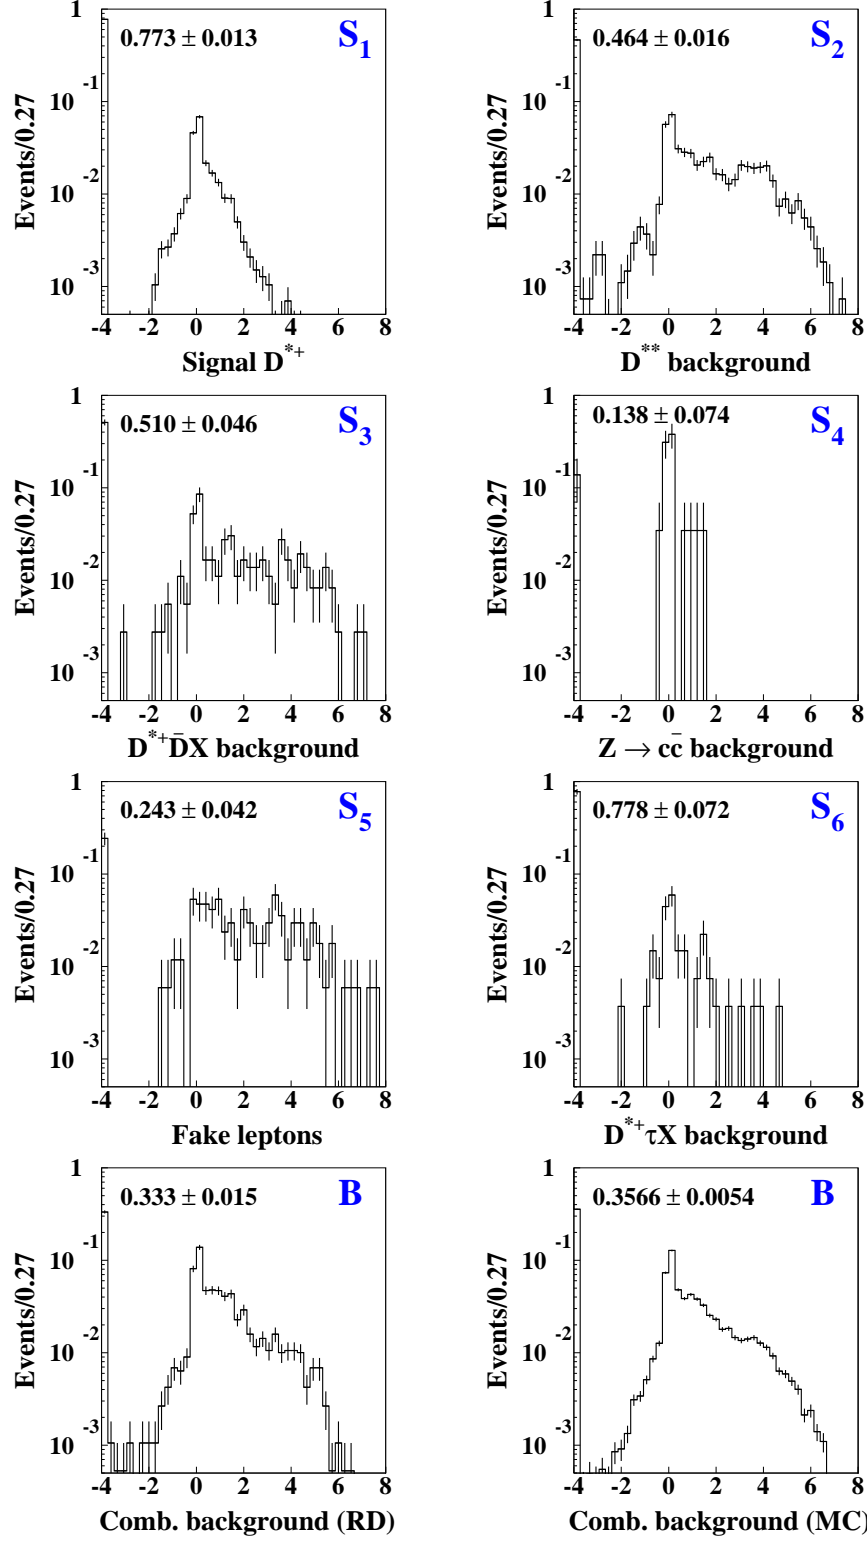 1
0.773 ± 0.013
S1
10-1
10-2
10-3
Events/0.27
-4 -2 0 2 4 6 8
Signal D*+
1
0.464 ± 0.016
S2
10-1
10-2
10-3
Events/0.27
-4 -2 0 2 4 6 8
D** background
1
0.510 ± 0.046
S3
10-1
10-2
10-3
Events/0.27
-4 -2 0 2 4 6 8
D*+D̄X background
1
0.138 ± 0.074
S4
10-1
10-2
10-3
Events/0.27
-4 -2 0 2 4 6 8
Z → cc̄ background
1
0.243 ± 0.042
S5
10-1
10-2
10-3
Events/0.27
-4 -2 0 2 4 6 8
Fake leptons
1
0.778 ± 0.072
S6
10-1
10-2
10-3
Events/0.27
-4 -2 0 2 4 6 8
D*+τX background
1
0.333 ± 0.015
B
10-1
10-2
10-3
Events/0.27
-4 -2 0 2 4 6 8
Comb. background (RD)
1
0.3566 ± 0.0054
B
10-1
10-2
10-3
Events/0.27
-4 -2 0 2 4 6 8
Comb. background (MC)